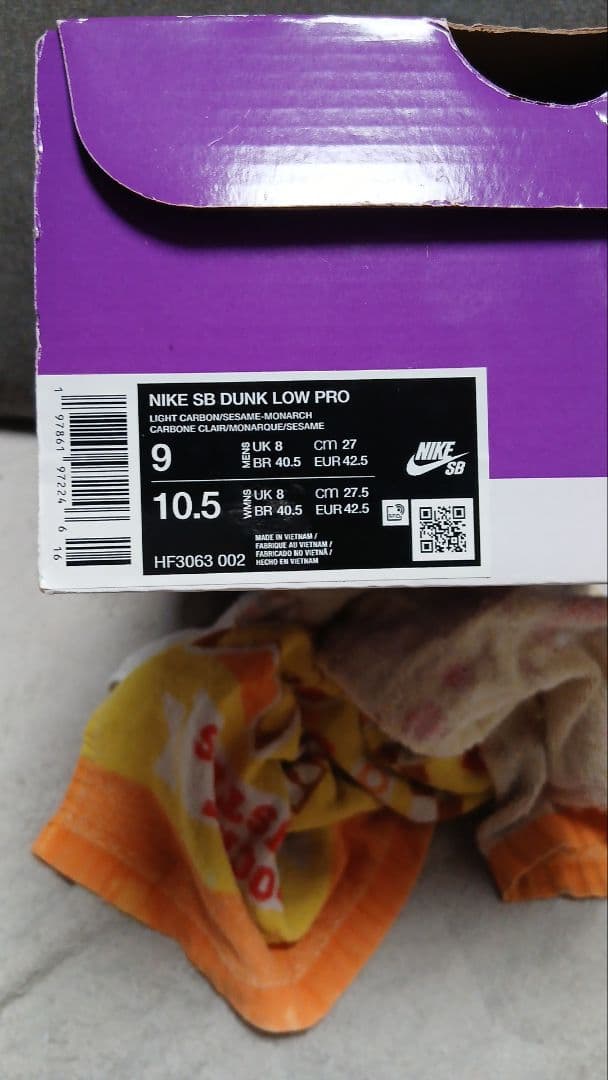 NIKE SB DUNK LOW PRO
LIGHT CARBON/SESAME-MONARCH
CARBONE CLAIR/MONARQUE/SESAME
9
MENS
UK 8 cm 27
BR 40.5 EUR 42.5
10.5
WMNS
UK 8 cm 27.5
BR 40.5 EUR 42.5
MADE IN VIETNAM /
FABRIQUE AU VIETNAM /
FABRICADO NO VIETNÃ /
HECHO EN VIETNAM
HF3063 002
NIKE
SB
1 97861 97224 6 16